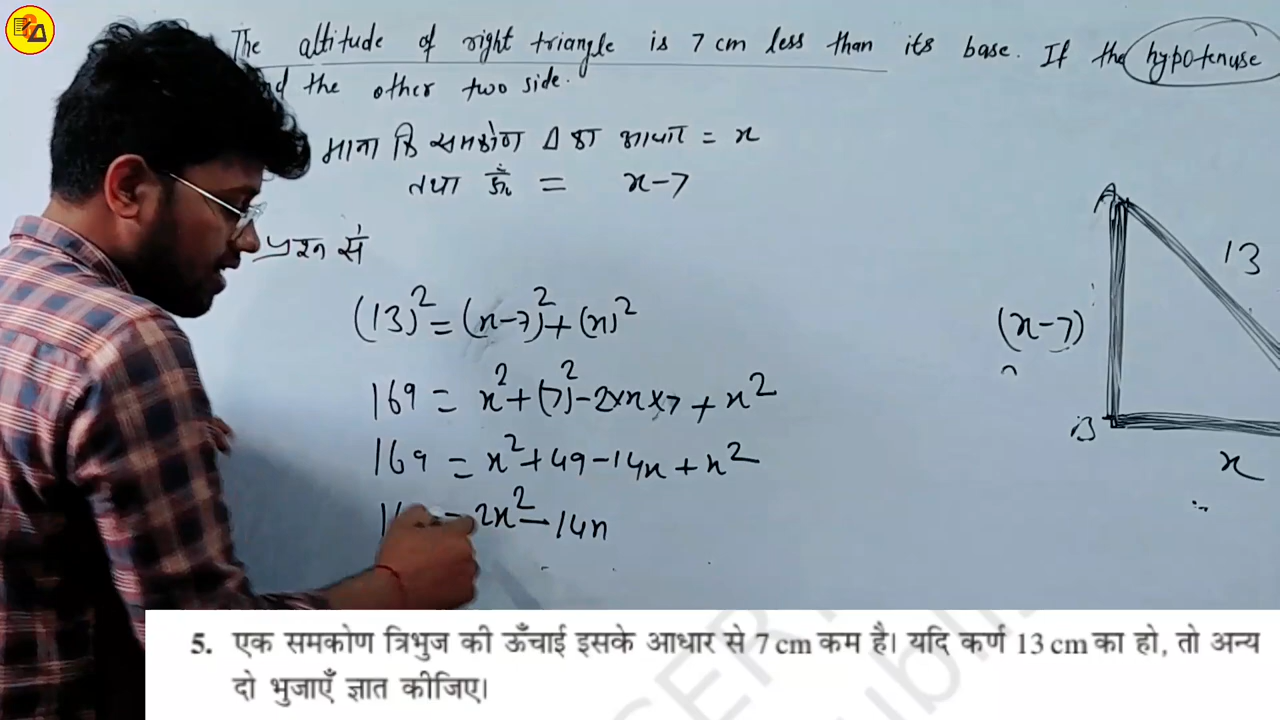 The altitude of right triangle is 7 cm less than its base. If the hypotenuse
the other two side.
माना कि समकोण Δ का आधार = x
तथा ऊँ = x-7
प्रश्न से
(13)² = (x-7)² + (x)²
169 = x² + (7)² - 2×x×7 + x²
169 = x² + 49 - 14x + x²
2x² - 14x
A
13
(x-7)
B
x
5. एक समकोण त्रिभुज की ऊँचाई इसके आधार से 7 cm कम है। यदि कर्ण 13 cm का हो, तो अन्य
दो भुजाएँ ज्ञात कीजिए।